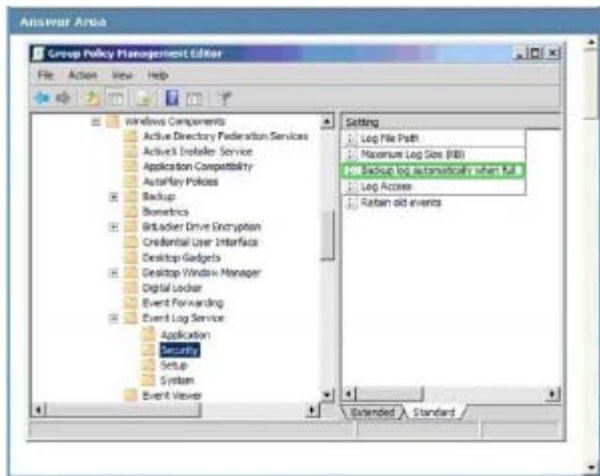 Answer Area
Group Policy Management Editor
File Action View Help
Windows Components
Active Directory Federation Services
ActiveX Installer Service
Application Compatibility
AutoPlay Policies
Backup
Biometrics
BitLocker Drive Encryption
Credential User Interface
Desktop Gadgets
Desktop Window Manager
Digital Locker
Event Forwarding
Event Log Service
Application
Security
Setup
System
Event Viewer
Setting
Log File Path
Maximum Log Size (KB)
Backup log automatically when full
Log Access
Retain old events
Extended Standard